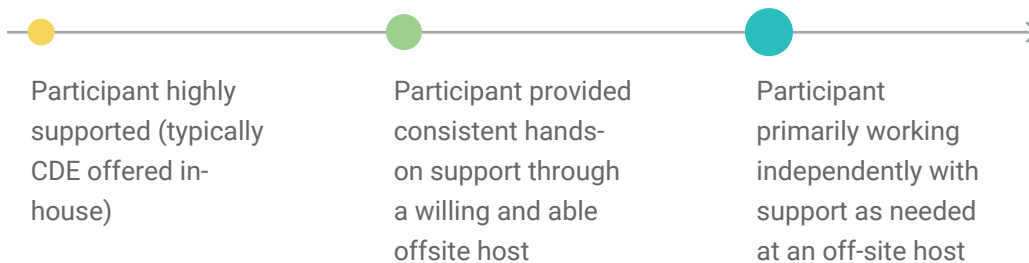 Participant highly
supported (typically
CDE offered in-
house)
Participant provided
consistent hands-
on support through
a willing and able
offsite host
Participant
primarily working
independently with
support as needed
at an off-site host